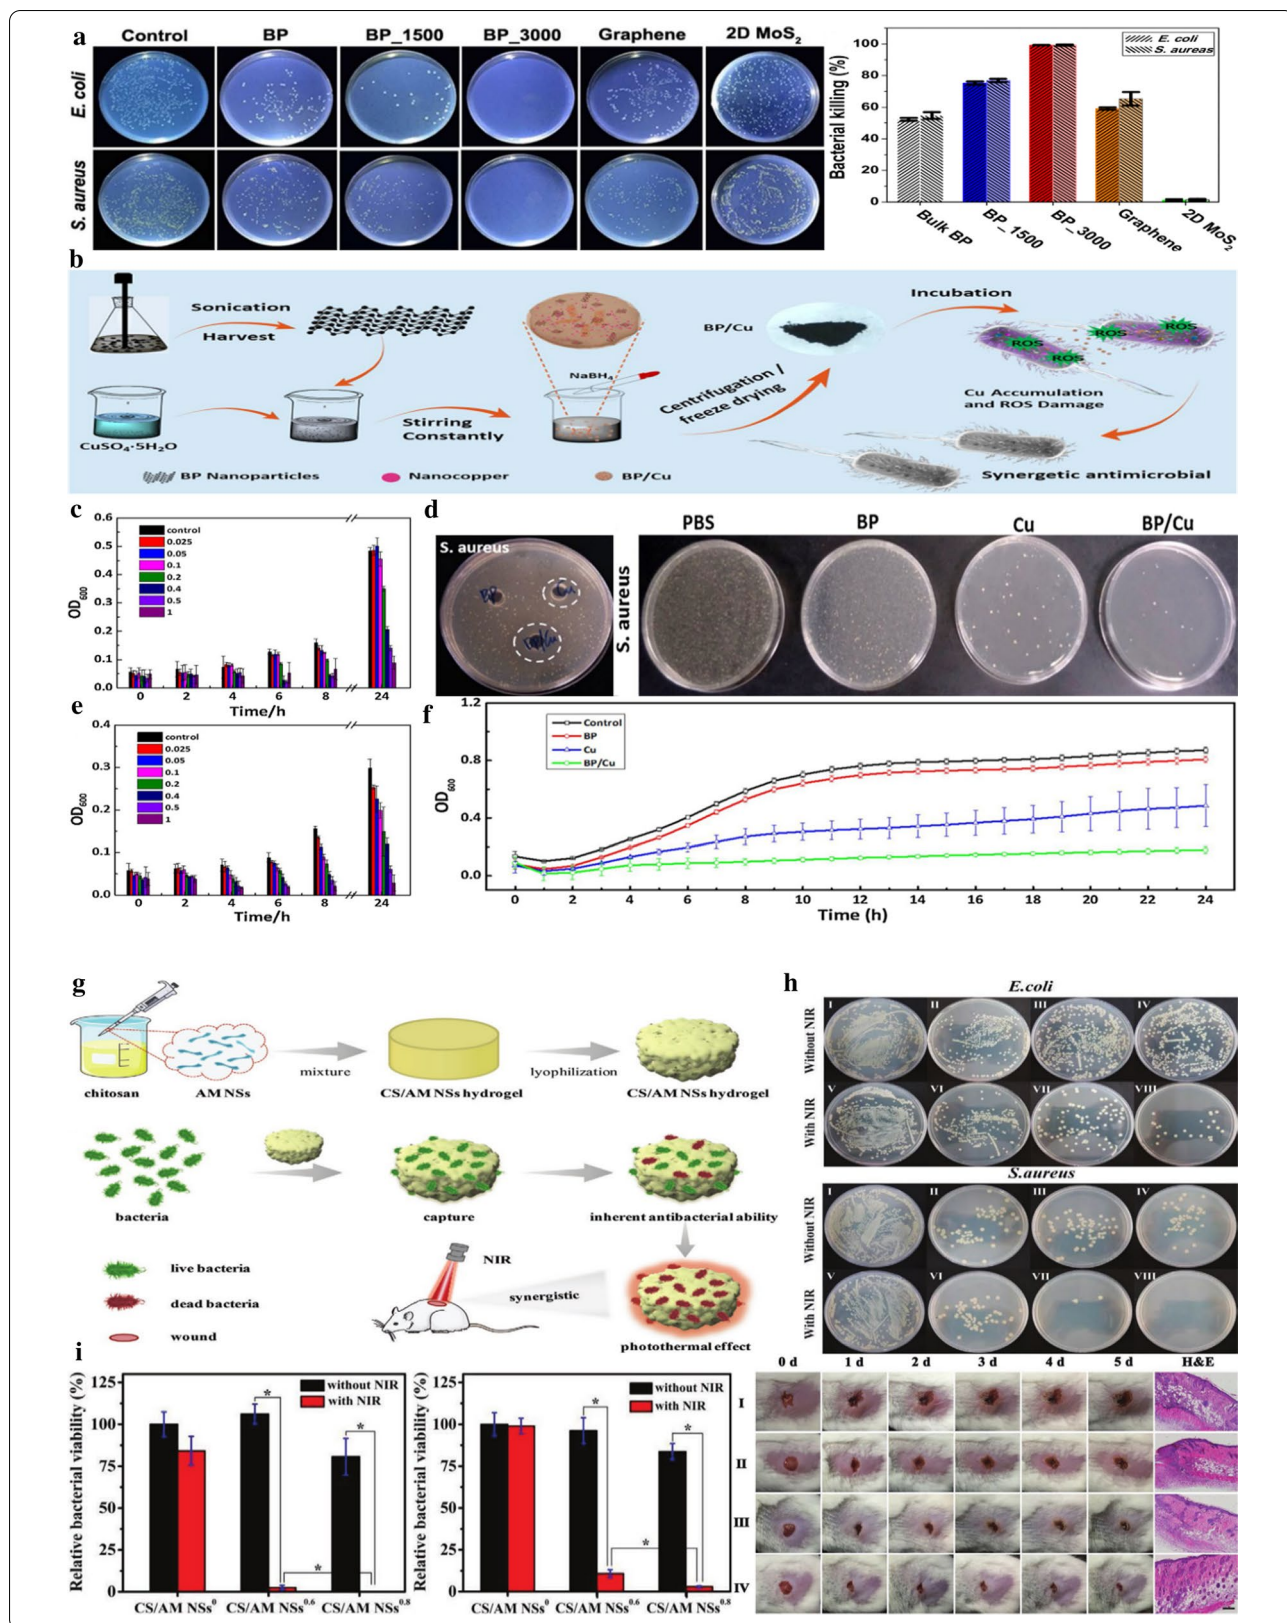 a
Control BP BP_1500 BP_3000 Graphene 2D MoS2
E. coli
S. aureus
Bacterial killing (%)
100
80
60
40
20
0
E. coli
S. aureas
Bulk BP BP_1500 BP_3000 Graphene 2D MoS2
b
Sonication
Harvest
CuSO4·5H2O
Stirring
Constantly
NaBH4
Centrifugation /
freeze drying
BP/Cu
Incubation
ROS ROS ROS ROS
Cu Accumulation
and ROS Damage
Synergetic antimicrobial
BP Nanoparticles Nanocopper BP/Cu
c
OD600
0.6
0.5
0.4
0.3
0.2
0.1
0.0
control
0.025
0.05
0.1
0.2
0.4
0.5
1
0 2 4 6 8 24
Time/h
d
S. aureus
BP Cu
BP/Cu
S. aureus
PBS BP Cu BP/Cu
e
OD600
0.4
0.3
0.2
0.1
0.0
control
0.025
0.05
0.1
0.2
0.4
0.5
1
0 2 4 6 8 24
Time/h
f
OD600
1.2
0.8
0.4
0.0
Control
BP
Cu
BP/Cu
0 2 4 6 8 10 12 14 16 18 20 22 24
Time (h)
g
chitosan AM NSs
mixture
CS/AM NSs hydrogel
lyophilization
CS/AM NSs hydrogel
bacteria
capture
inherent antibacterial ability
live bacteria
dead bacteria
wound
NIR
synergistic
photothermal effect
h
E.coli
Without NIR
I II III IV
With NIR
V VI VII VIII
S.aureus
Without NIR
I II III IV
With NIR
V VI VII VIII
i
Relative bacterial viability (%)
125
100
75
50
25
0
without NIR
with NIR
* * *
CS/AM NSs0 CS/AM NSs0.6 CS/AM NSs0.8
Relative bacterial viability (%)
125
100
75
50
25
0
without NIR
with NIR
* * *
CS/AM NSs0 CS/AM NSs0.6 CS/AM NSs0.8
0 d 1 d 2 d 3 d 4 d 5 d H&E
I
II
III
IV